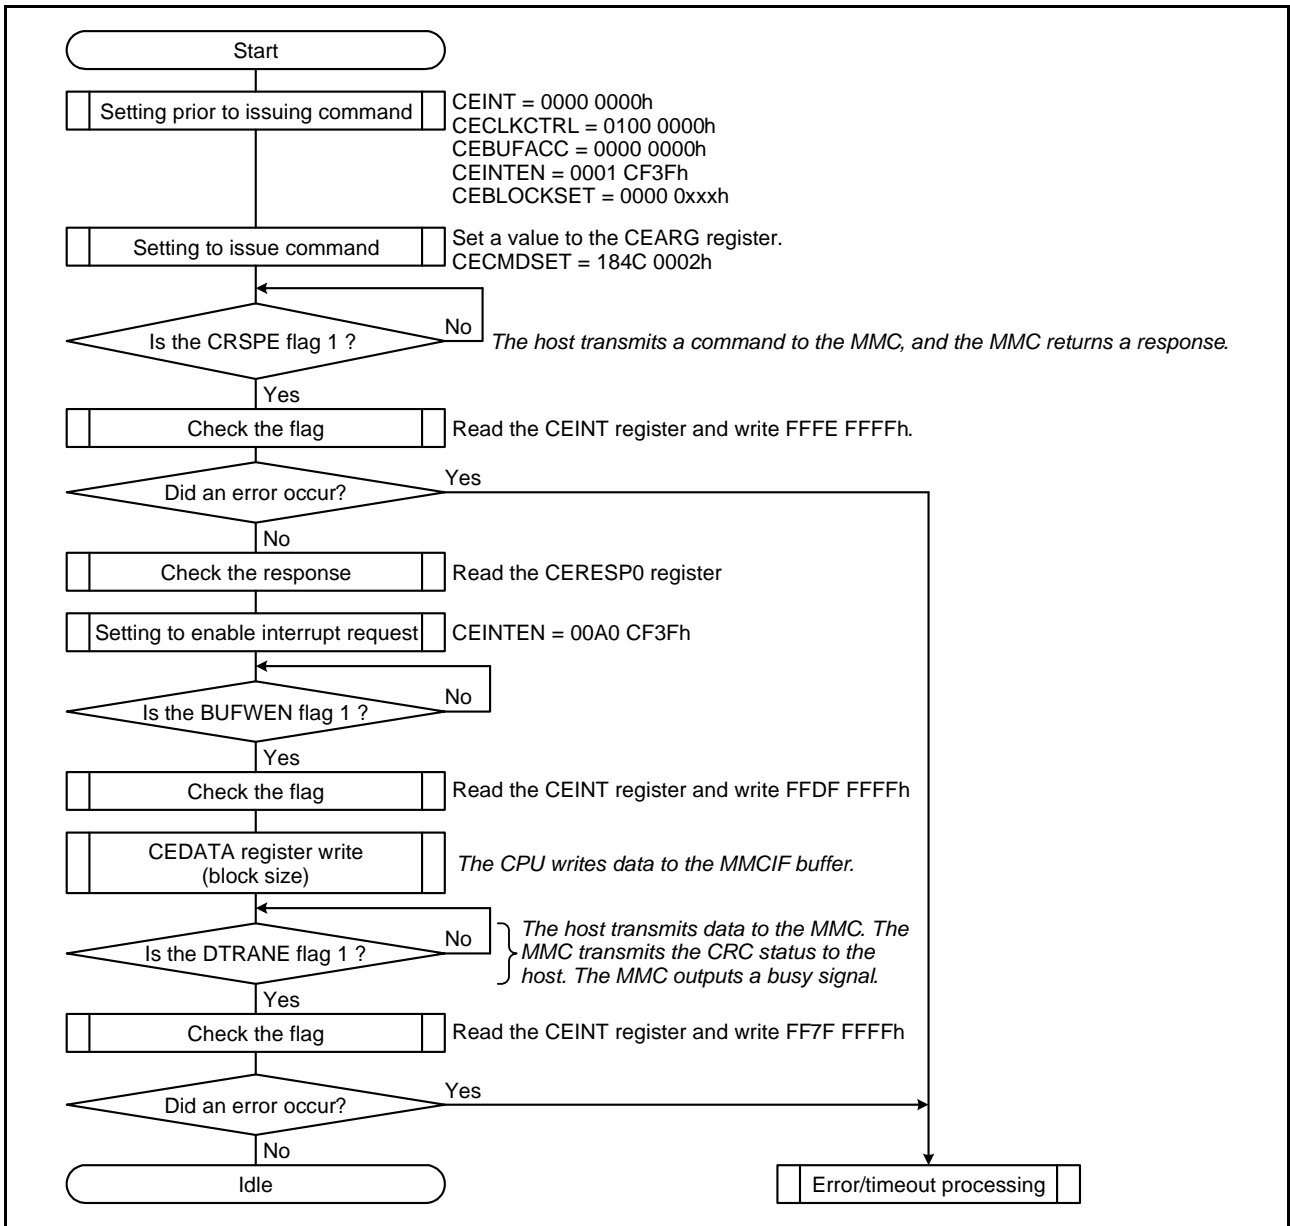 Start
Setting prior to issuing command
CEINT = 0000 0000h
CECLKCTRL = 0100 0000h
CEBUFACC = 0000 0000h
CEINTEN = 0001 CF3Fh
CEBLOCKSET = 0000 0xxxh
Setting to issue command
Set a value to the CEARG register.
CECMDSET = 184C 0002h
Is the CRSPE flag 1 ?
No
The host transmits a command to the MMC, and the MMC returns a response.
Yes
Check the flag
Read the CEINT register and write FFFE FFFFh.
Did an error occur?
Yes
No
Check the response
Read the CERESP0 register
Setting to enable interrupt request
CEINTEN = 00A0 CF3Fh
Is the BUFWEN flag 1 ?
No
Yes
Check the flag
Read the CEINT register and write FFDF FFFFh
CEDATA register write
(block size)
The CPU writes data to the MMCIF buffer.
Is the DTRANE flag 1 ?
No
The host transmits data to the MMC. The
MMC transmits the CRC status to the
host. The MMC outputs a busy signal.
Yes
Check the flag
Read the CEINT register and write FF7F FFFFh
Did an error occur?
Yes
No
Idle
Error/timeout processing